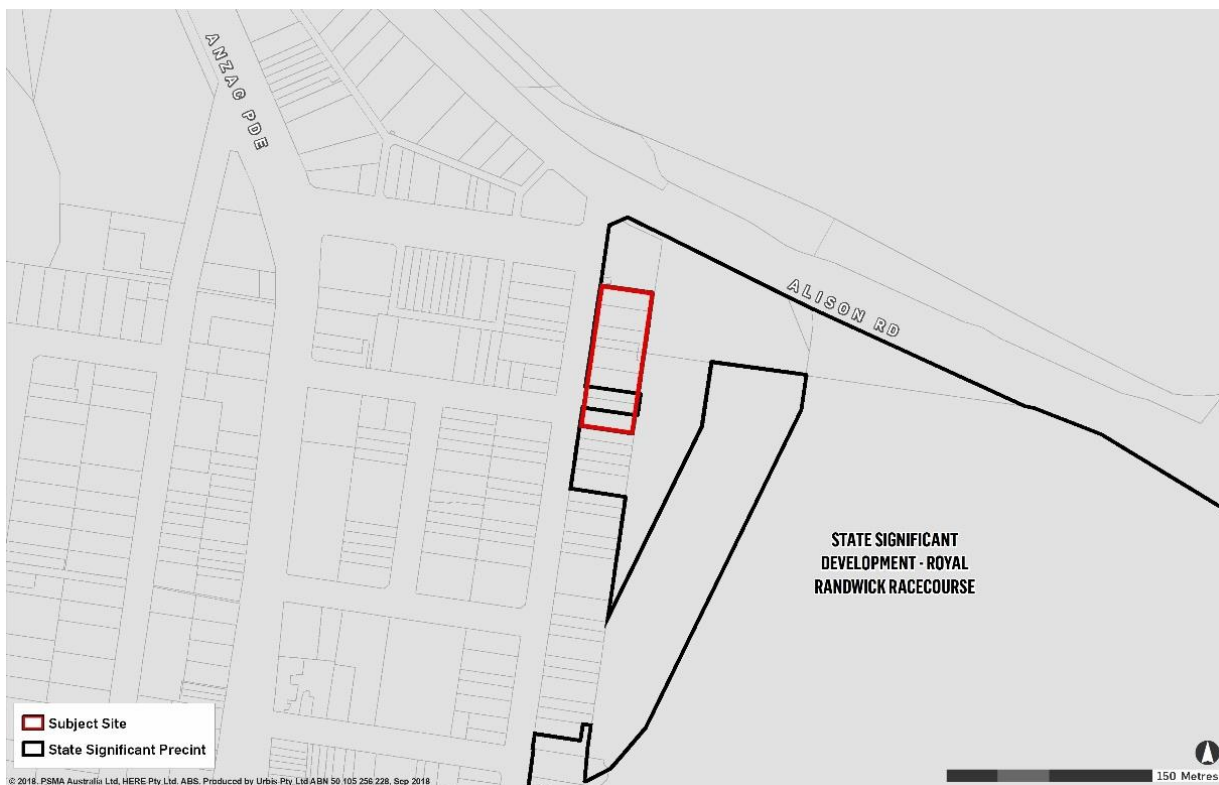 ANZAC PDE
ALISON RD
STATE SIGNIFICANT
DEVELOPMENT - ROYAL
RANDWICK RACECOURSE
Subject Site
State Significant Precint
© 2018. PSMA Australia Ltd, HERE Pty Ltd. ABS. Produced by Urbis Pty Ltd ABN 50 105 256 228, Sep 2018
150 Metres